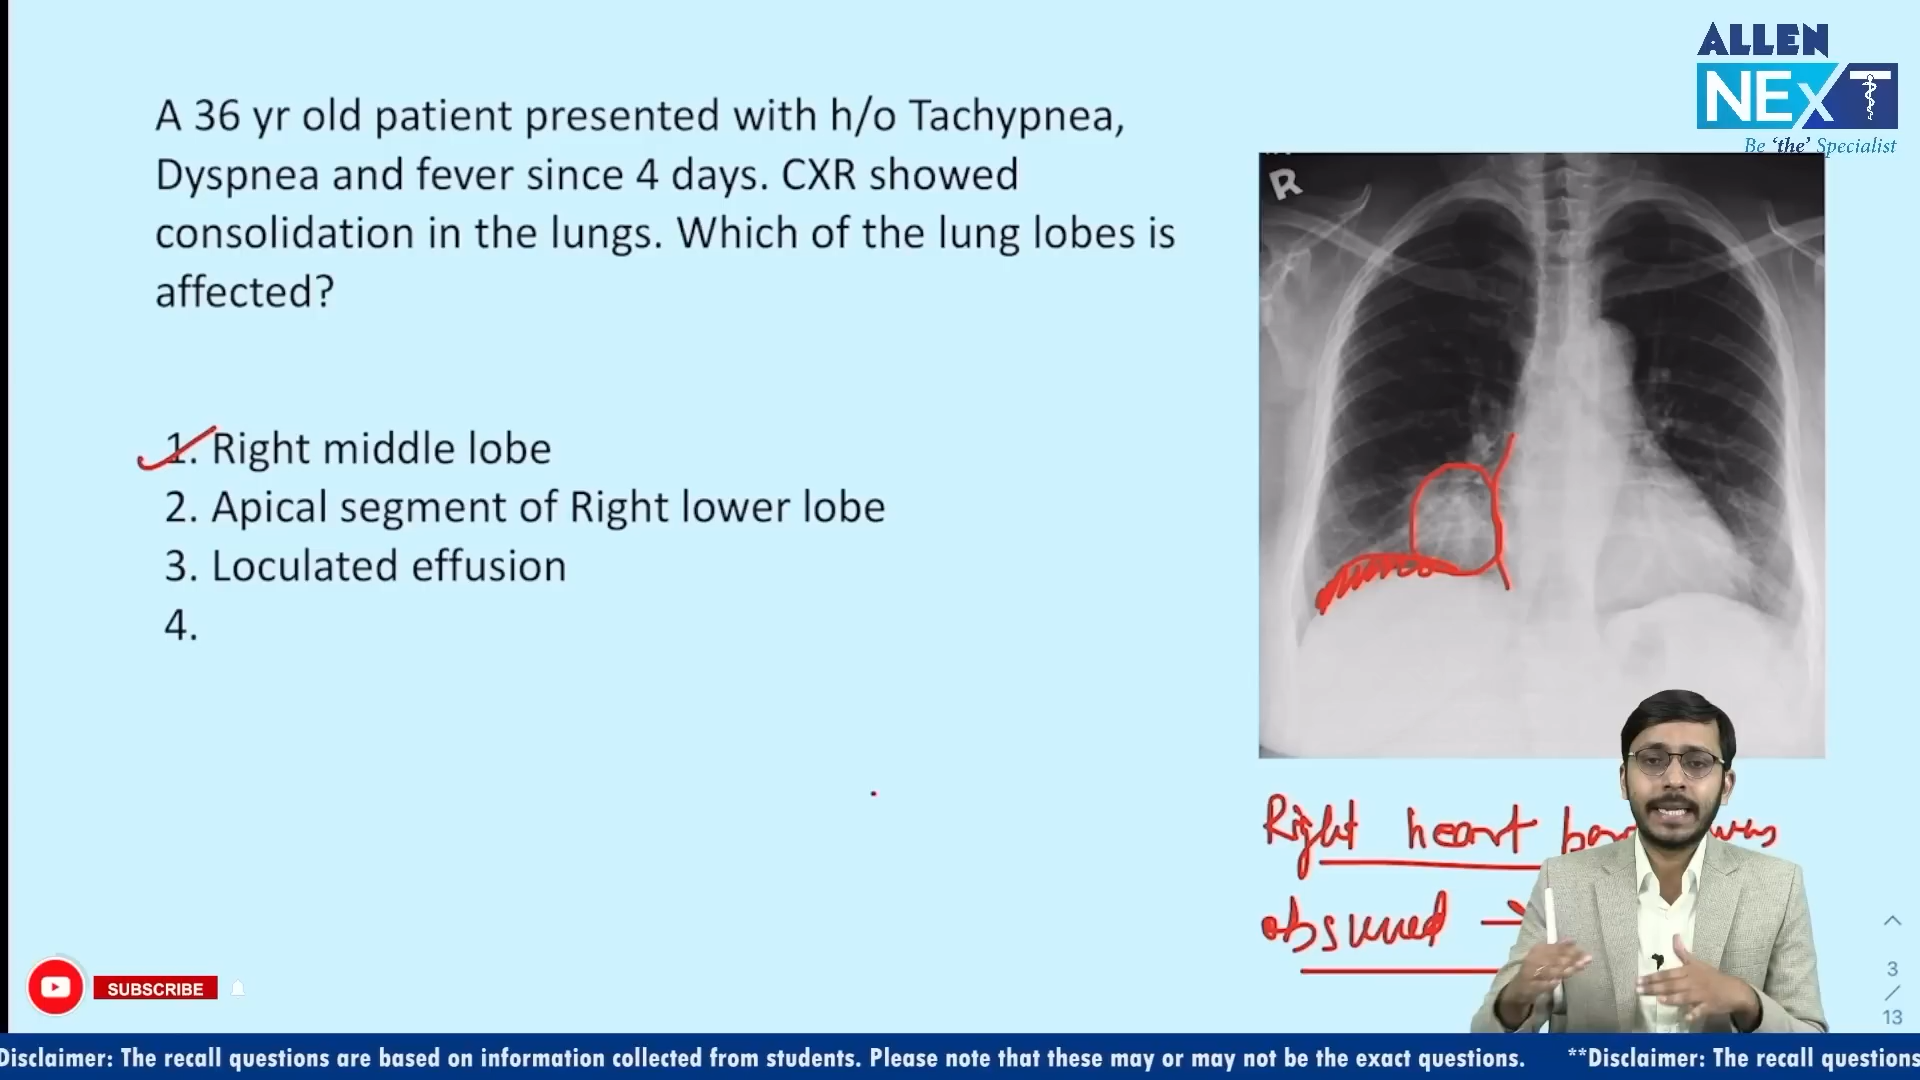 ALLEN
NEXT
Be 'the' Specialist
A 36 yr old patient presented with h/o Tachypnea,
Dyspnea and fever since 4 days. CXR showed
consolidation in the lungs. Which of the lung lobes is
affected?
R
1. Right middle lobe
2. Apical segment of Right lower lobe
3. Loculated effusion
4.
Right heart
3
/
13
SUBSCRIBE
Disclaimer: The recall questions are based on information collected from students. Please note that these may or may not be the exact questions. **Disclaimer: The recall questions